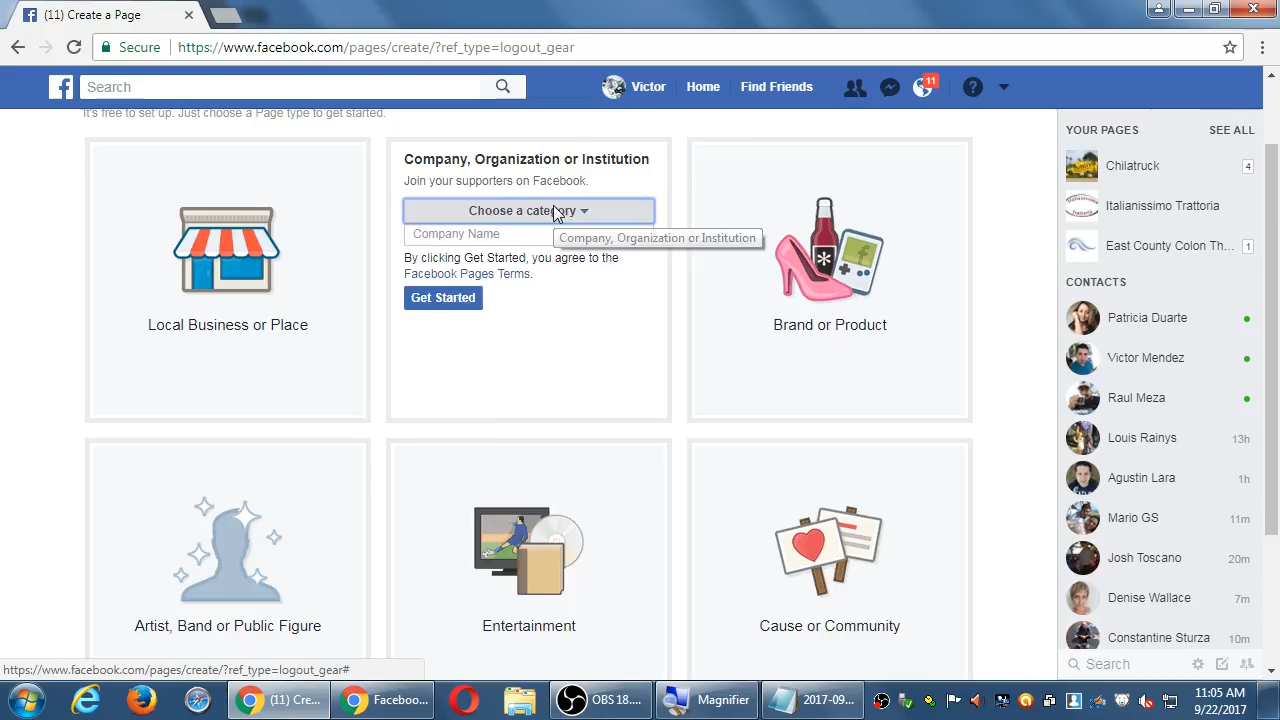 (11) Create a Page
Secure
https://www.facebook.com/pages/create/?ref_type=logout_gear
Search
Victor
Home
Find Friends
11
It's free to set up. Just choose a Page type to get started.
Local Business or Place
Company, Organization or Institution
Join your supporters on Facebook.
Choose a category
Company Name
Company, Organization or Institution
By clicking Get Started, you agree to the
Facebook Pages Terms.
Get Started
Brand or Product
Artist, Band or Public Figure
Entertainment
Cause or Community
YOUR PAGES
SEE ALL
Chilatruck
4
Italianissimo Trattoria
East County Colon Th...
1
CONTACTS
Patricia Duarte
Victor Mendez
Raul Meza
Louis Rainys
13h
Agustin Lara
1h
Mario GS
11m
Josh Toscano
20m
Denise Wallace
7m
Constantine Sturza
10m
Search
https://www.facebook.com/pages/create/?ref_type=logout_gear#
(11) Cre...
Faceboo...
OBS 18....
Magnifier
2017-09...
11:05 AM
9/22/2017